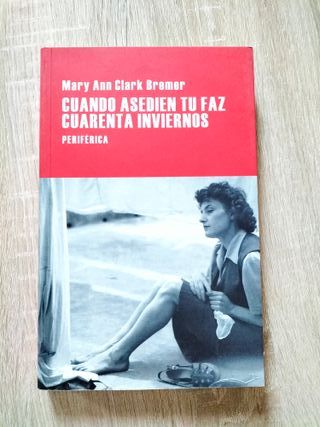 Mary Ann Clark Bremer
CUANDO ASEDIEN TU FAZ
CUARENTA INVIERNOS
PERIFÉRICA